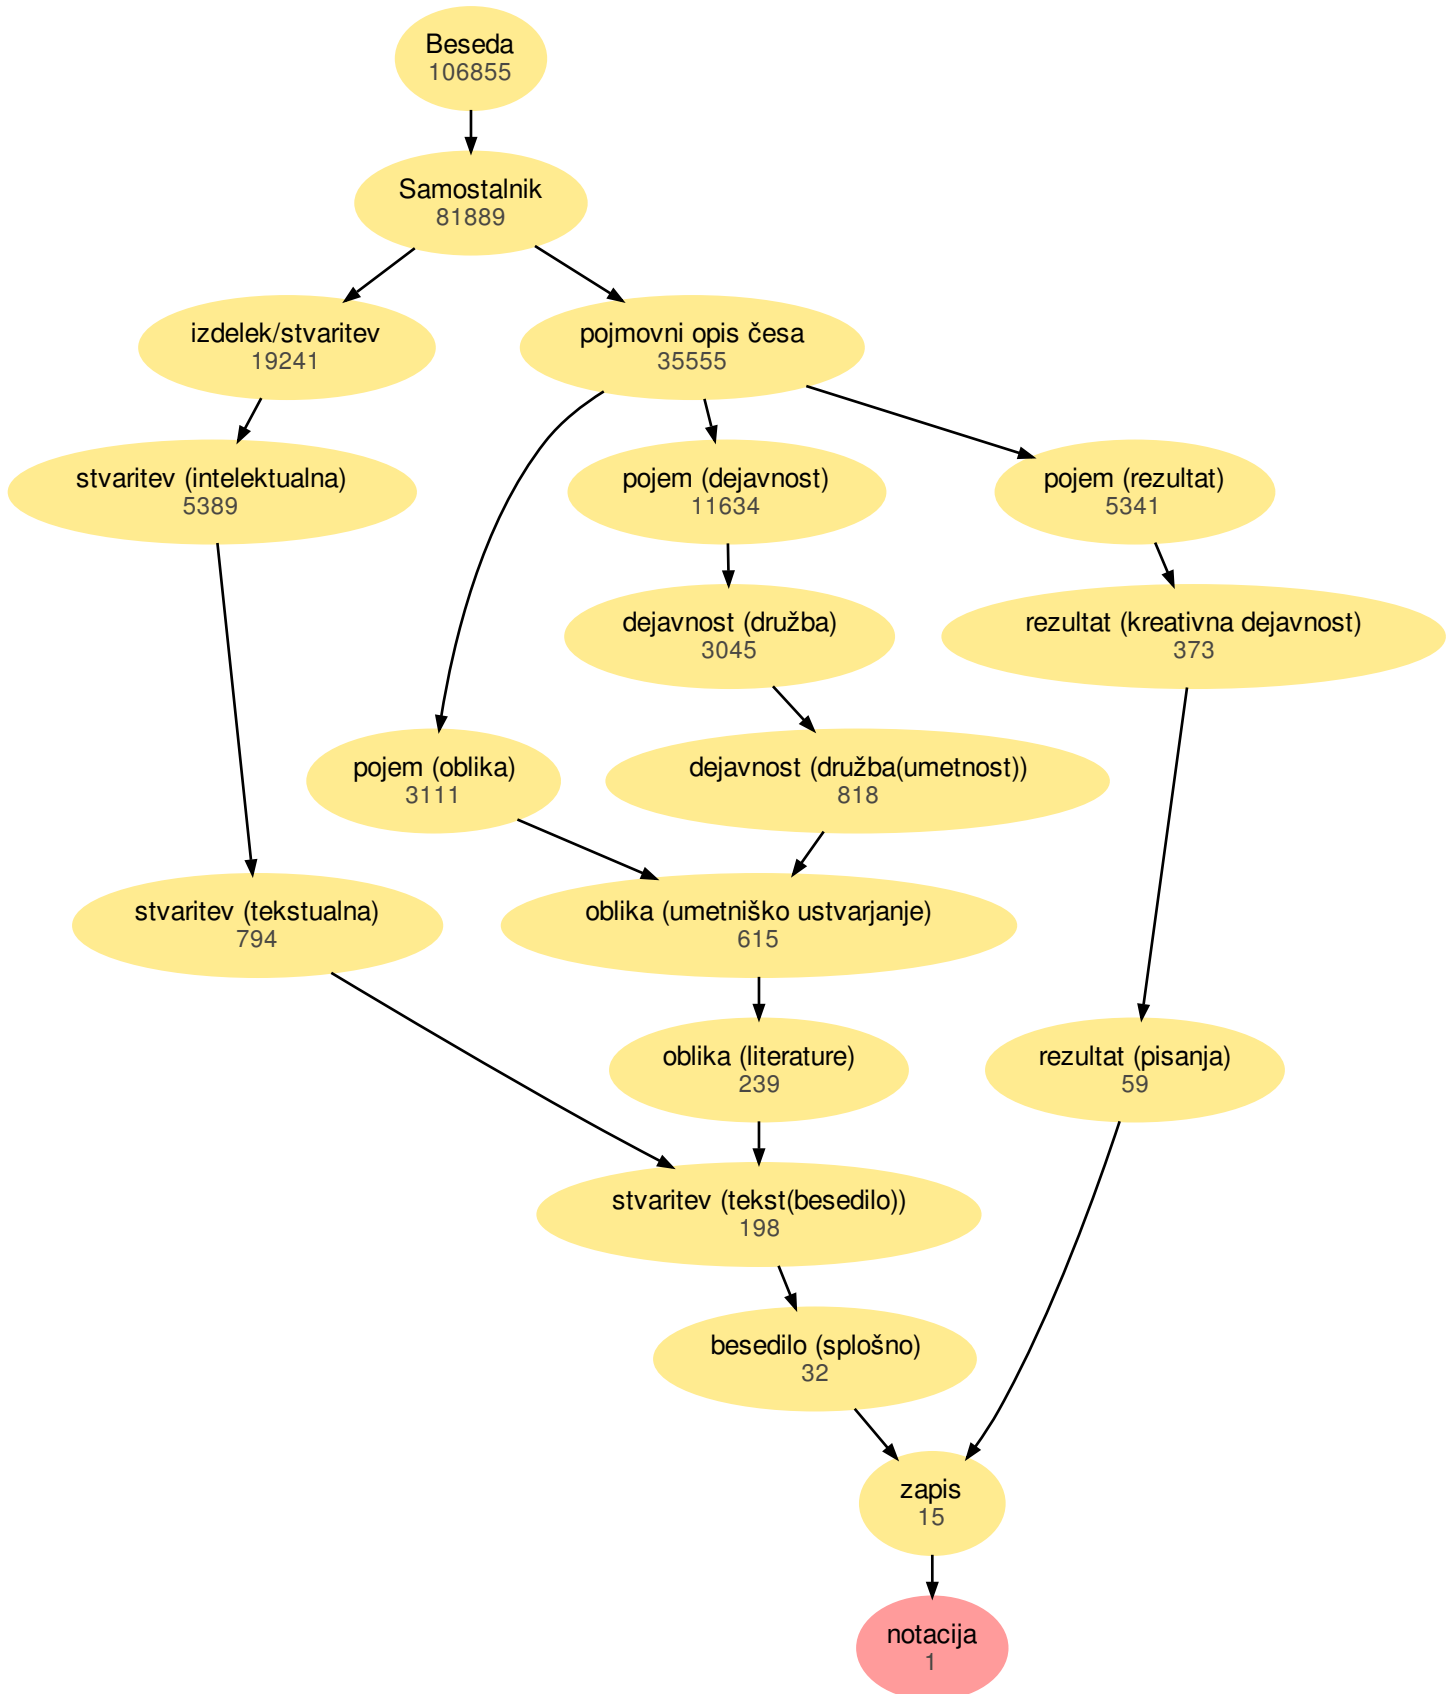 Beseda
106855
Samostalnik
81889
izdelek/stvaritev
19241
pojmovni opis česa
35555
stvaritev (intelektualna)
5389
pojem (dejavnost)
11634
pojem (rezultat)
5341
dejavnost (družba)
3045
rezultat (kreativna dejavnost)
373
pojem (oblika)
3111
dejavnost (družba(umetnost))
818
stvaritev (tekstualna)
794
oblika (umetniško ustvarjanje)
615
oblika (literature)
239
rezultat (pisanja)
59
stvaritev (tekst(besedilo))
198
besedilo (splošno)
32
zapis
15
notacija
1